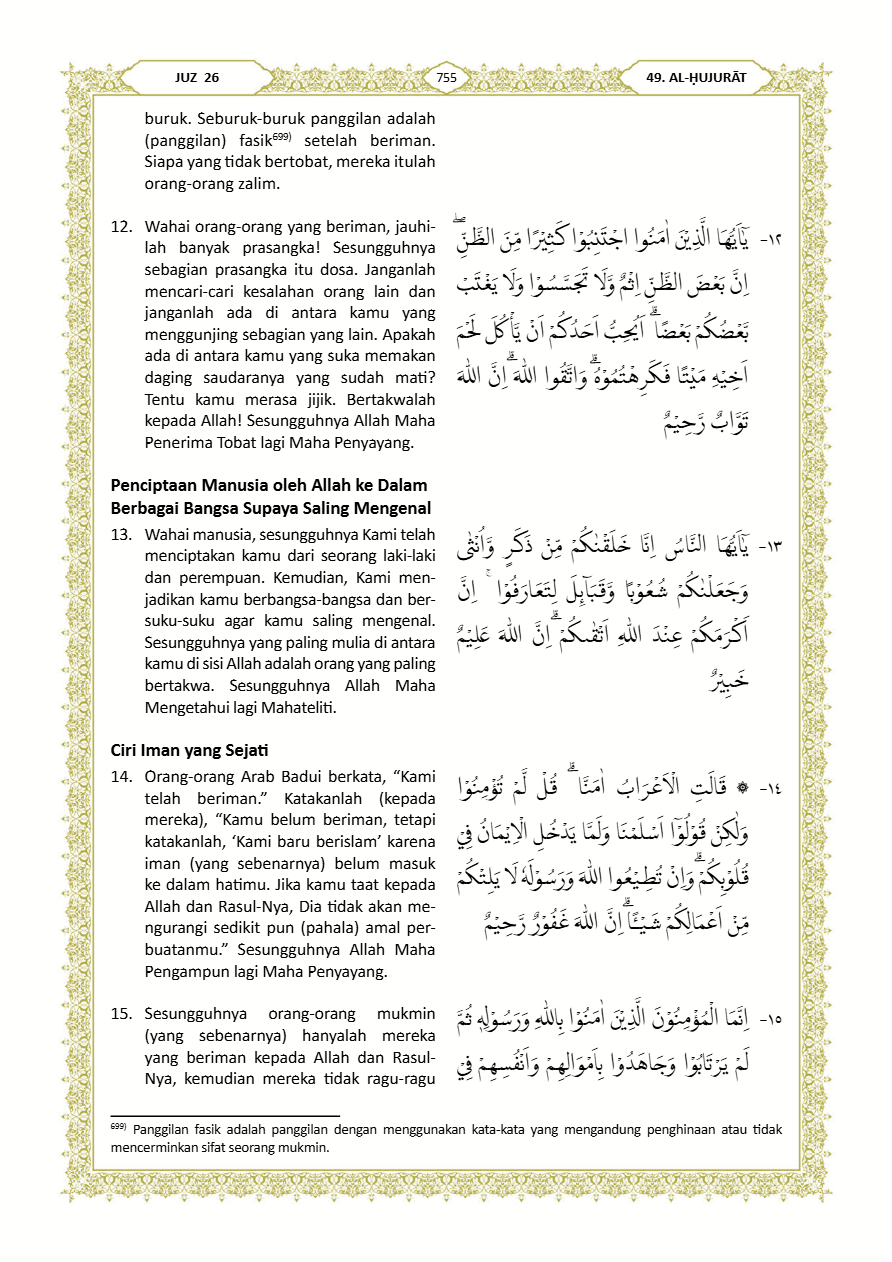 JUZ 26
755
49. AL-ḤUJURĀT
buruk. Seburuk-buruk panggilan adalah
(panggilan) fasik⁶⁹⁹⁾ setelah beriman.
Siapa yang tidak bertobat, mereka itulah
orang-orang zalim.
12. Wahai orang-orang yang beriman, jauhi-
lah banyak prasangka! Sesungguhnya
sebagian prasangka itu dosa. Janganlah
mencari-cari kesalahan orang lain dan
janganlah ada di antara kamu yang
menggunjing sebagian yang lain. Apakah
ada di antara kamu yang suka memakan
daging saudaranya yang sudah mati?
Tentu kamu merasa jijik. Bertakwalah
kepada Allah! Sesungguhnya Allah Maha
Penerima Tobat lagi Maha Penyayang.
١٢- يٰٓاَيُّهَا الَّذِيْنَ اٰمَنُوا اجْتَنِبُوْا كَثِيْرًا مِّنَ الظَّنِّۖ
اِنَّ بَعْضَ الظَّنِّ اِثْمٌ وَّلَا تَجَسَّسُوْا وَلَا يَغْتَبْ
بَّعْضُكُمْ بَعْضًاۗ اَيُحِبُّ اَحَدُكُمْ اَنْ يَّأْكُلَ لَحْمَ
اَخِيْهِ مَيْتًا فَكَرِهْتُمُوْهُۗ وَاتَّقُوا اللّٰهَۗ اِنَّ اللّٰهَ
تَوَّابٌ رَّحِيْمٌ
Penciptaan Manusia oleh Allah ke Dalam
Berbagai Bangsa Supaya Saling Mengenal
13. Wahai manusia, sesungguhnya Kami telah
menciptakan kamu dari seorang laki-laki
dan perempuan. Kemudian, Kami men-
jadikan kamu berbangsa-bangsa dan ber-
suku-suku agar kamu saling mengenal.
Sesungguhnya yang paling mulia di antara
kamu di sisi Allah adalah orang yang paling
bertakwa. Sesungguhnya Allah Maha
Mengetahui lagi Mahateliti.
١٣- يٰٓاَيُّهَا النَّاسُ اِنَّا خَلَقْنٰكُمْ مِّنْ ذَكَرٍ وَّاُنْثٰى
وَجَعَلْنٰكُمْ شُعُوْبًا وَّقَبَاۤىِٕلَ لِتَعَارَفُوْا ۚ اِنَّ
اَكْرَمَكُمْ عِنْدَ اللّٰهِ اَتْقٰىكُمْۗ اِنَّ اللّٰهَ عَلِيْمٌ
خَبِيْرٌ
Ciri Iman yang Sejati
14. Orang-orang Arab Badui berkata, “Kami
telah beriman.” Katakanlah (kepada
mereka), “Kamu belum beriman, tetapi
katakanlah, ‘Kami baru berislam’ karena
iman (yang sebenarnya) belum masuk
ke dalam hatimu. Jika kamu taat kepada
Allah dan Rasul-Nya, Dia tidak akan me-
ngurangi sedikit pun (pahala) amal per-
buatanmu.” Sesungguhnya Allah Maha
Pengampun lagi Maha Penyayang.
١٤- ۞ قَالَتِ الْاَعْرَابُ اٰمَنَّا ۗ قُلْ لَّمْ تُؤْمِنُوْا
وَلٰكِنْ قُوْلُوْٓا اَسْلَمْنَا وَلَمَّا يَدْخُلِ الْاِيْمَانُ فِيْ
قُلُوْبِكُمْۗ وَاِنْ تُطِيْعُوا اللّٰهَ وَرَسُوْلَهٗ لَا يَلِتْكُمْ
مِّنْ اَعْمَالِكُمْ شَيْـًٔاۗ اِنَّ اللّٰهَ غَفُوْرٌ رَّحِيْمٌ
15. Sesungguhnya orang-orang mukmin
(yang sebenarnya) hanyalah mereka
yang beriman kepada Allah dan Rasul-
Nya, kemudian mereka tidak ragu-ragu
١٥- اِنَّمَا الْمُؤْمِنُوْنَ الَّذِيْنَ اٰمَنُوْا بِاللّٰهِ وَرَسُوْلِهٖ ثُمَّ
لَمْ يَرْتَابُوْا وَجَاهَدُوْا بِاَمْوَالِهِمْ وَاَنْفُسِهِمْ فِيْ
⁶⁹⁹⁾ Panggilan fasik adalah panggilan dengan menggunakan kata-kata yang mengandung penghinaan atau tidak
mencerminkan sifat seorang mukmin.